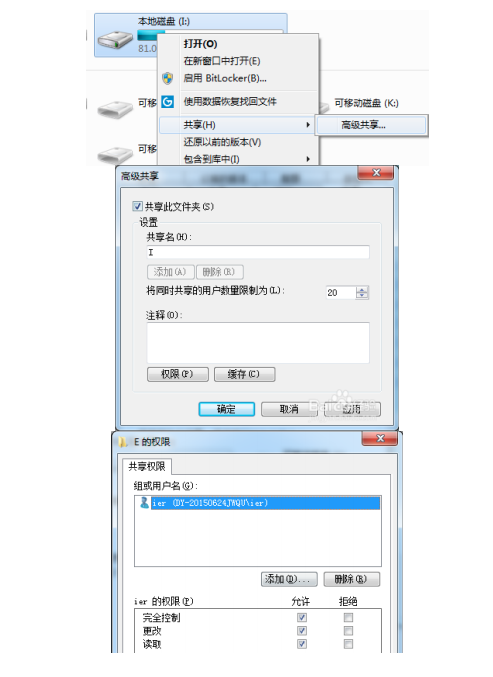 本地磁盘 (I:)
81.0
打开(O)
在新窗口中打开(E)
启用 BitLocker(B)...
可移
使用数据恢复找回文件
可移动磁盘 (K:)
共享(H)
高级共享...
可移
还原以前的版本(V)
包含到库中(I)
高级共享
共享此文件夹(S)
设置
共享名(H):
I
添加(A)
删除(R)
将同时共享的用户数量限制为(L):
20
注释(O):
权限(P)
缓存(C)
确定
取消
应用
E 的权限
共享权限
组或用户名(G):
ier (DY-20150624JWQU\ier)
添加(D)...
删除(R)
ier 的权限(P)
允许
拒绝
完全控制
更改
读取